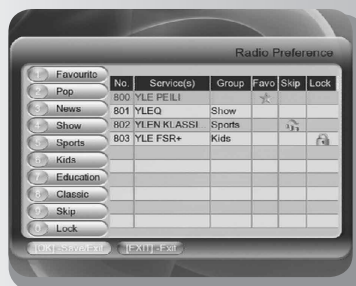 Radio Preference
1 Favourite
2 Pop
3 News
4 Show
5 Sports
6 Kids
7 Education
8 Classic
9 Skip
0 Lock
No. Service(s) Group Favo Skip Lock
800 YLE PEILI
801 YLEQ Show
802 YLEN KLASSI... Sports
803 YLE FSR+ Kids
[OK] -Save/Exit [EXIT] -Exit